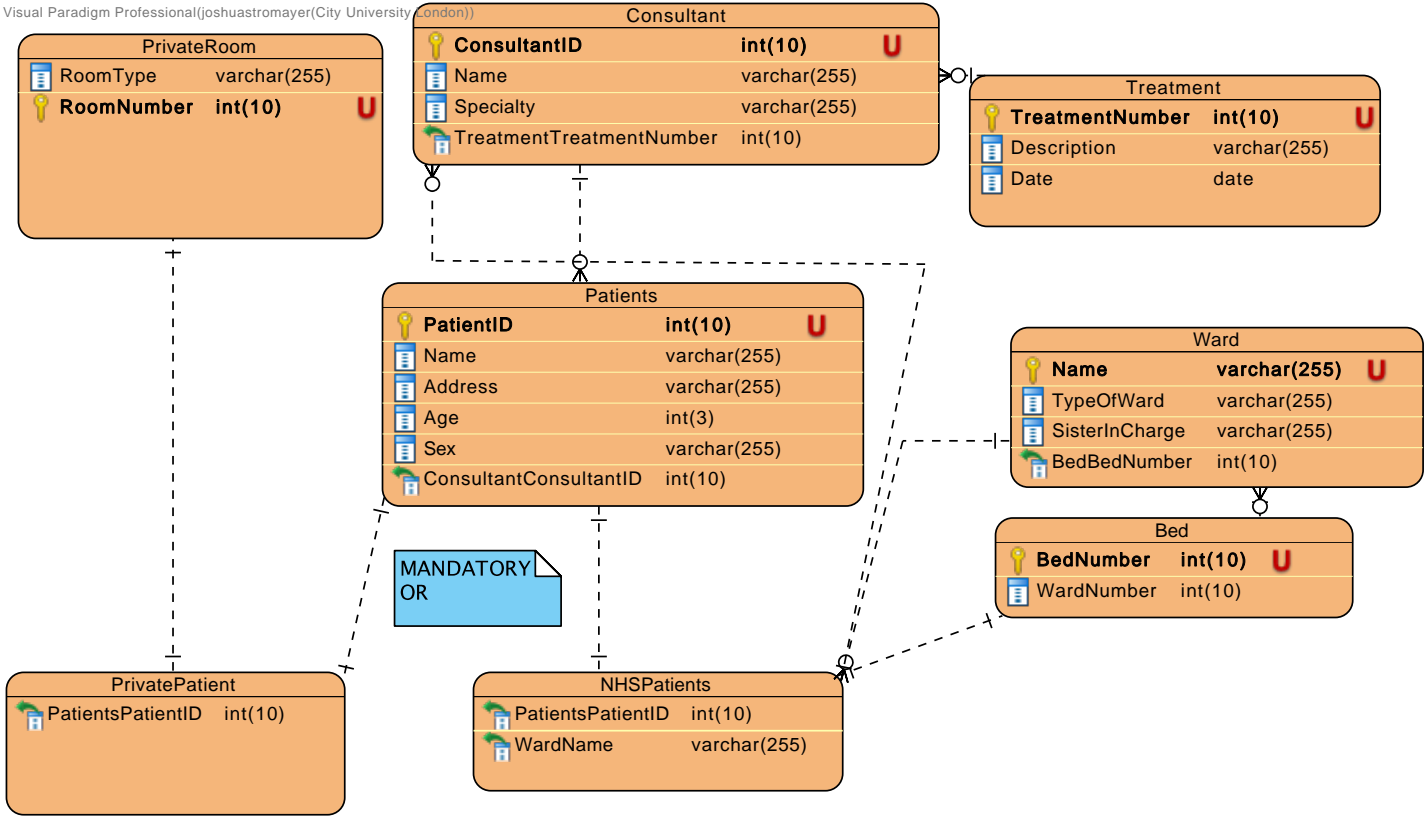 Visual Paradigm Professional(joshuastromayer(City University London))
PrivateRoom
RoomType varchar(255)
RoomNumber int(10) U
Consultant
ConsultantID int(10) U
Name varchar(255)
Specialty varchar(255)
TreatmentTreatmentNumber int(10)
Treatment
TreatmentNumber int(10) U
Description varchar(255)
Date date
Patients
PatientID int(10) U
Name varchar(255)
Address varchar(255)
Age int(3)
Sex varchar(255)
ConsultantConsultantID int(10)
Ward
Name varchar(255) U
TypeOfWard varchar(255)
SisterInCharge varchar(255)
BedBedNumber int(10)
Bed
BedNumber int(10) U
WardNumber int(10)
MANDATORY
OR
PrivatePatient
PatientsPatientID int(10)
NHSPatients
PatientsPatientID int(10)
WardName varchar(255)